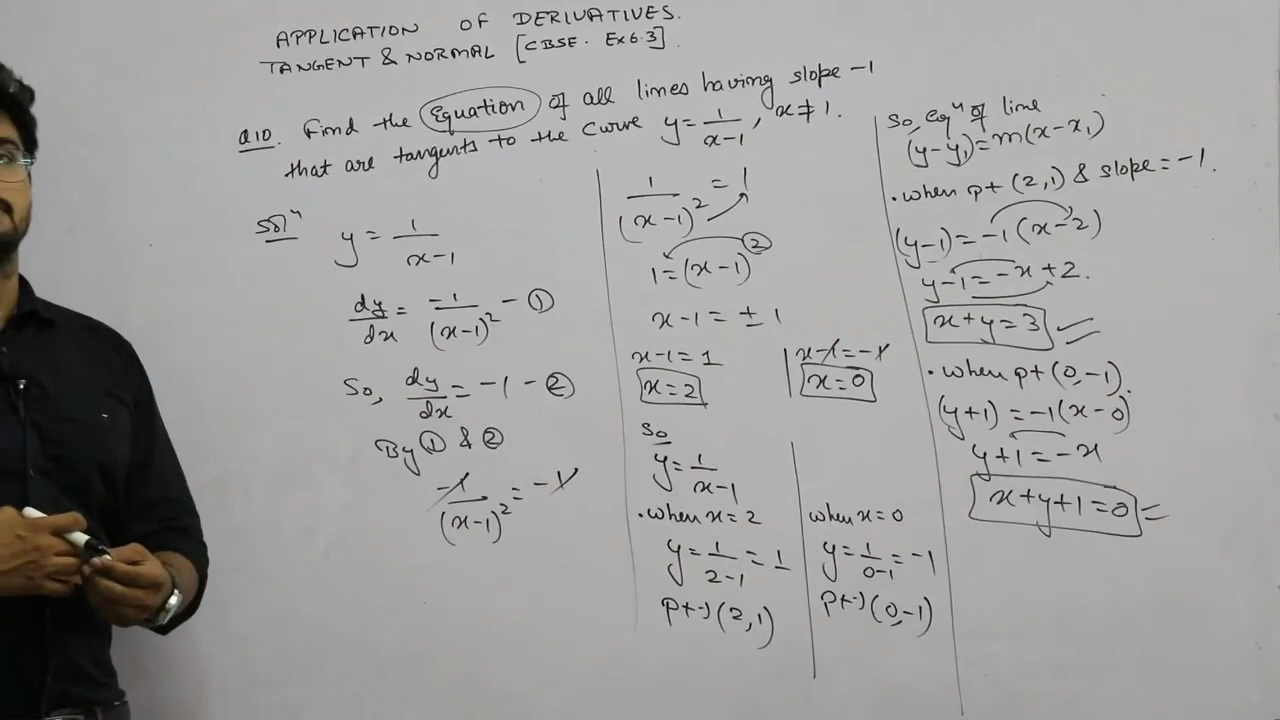 APPLICATION OF DERIVATIVES.
TANGENT & NORMAL [CBSE. Ex 6.3].
Q10. Find the Equation of all lines having slope -1
that are tangents to the curve y = 1/(x-1), x ≠ 1.
Solⁿ
y = 1/(x-1)
dy/dx = -1/(x-1)² - ①
So, dy/dx = -1 - ②
By ① & ②
-1/(x-1)² = -1
1/(x-1)² = 1
1 = (x-1)²
x-1 = ± 1
x-1 = 1
x = 2
x-1 = -1
x = 0
So
y = 1/(x-1)
. when x = 2
y = 1/(2-1) = 1
pt → (2, 1)
when x = 0
y = 1/(0-1) = -1
pt → (0, -1)
So, eqⁿ of line
(y-y₁) = m(x-x₁)
. when pt (2, 1) & slope = -1.
(y-1) = -1 (x-2)
y-1 = -x+2.
x+y = 3
. when pt (0, -1).
(y+1) = -1(x-0)
y+1 = -x
x+y+1 = 0